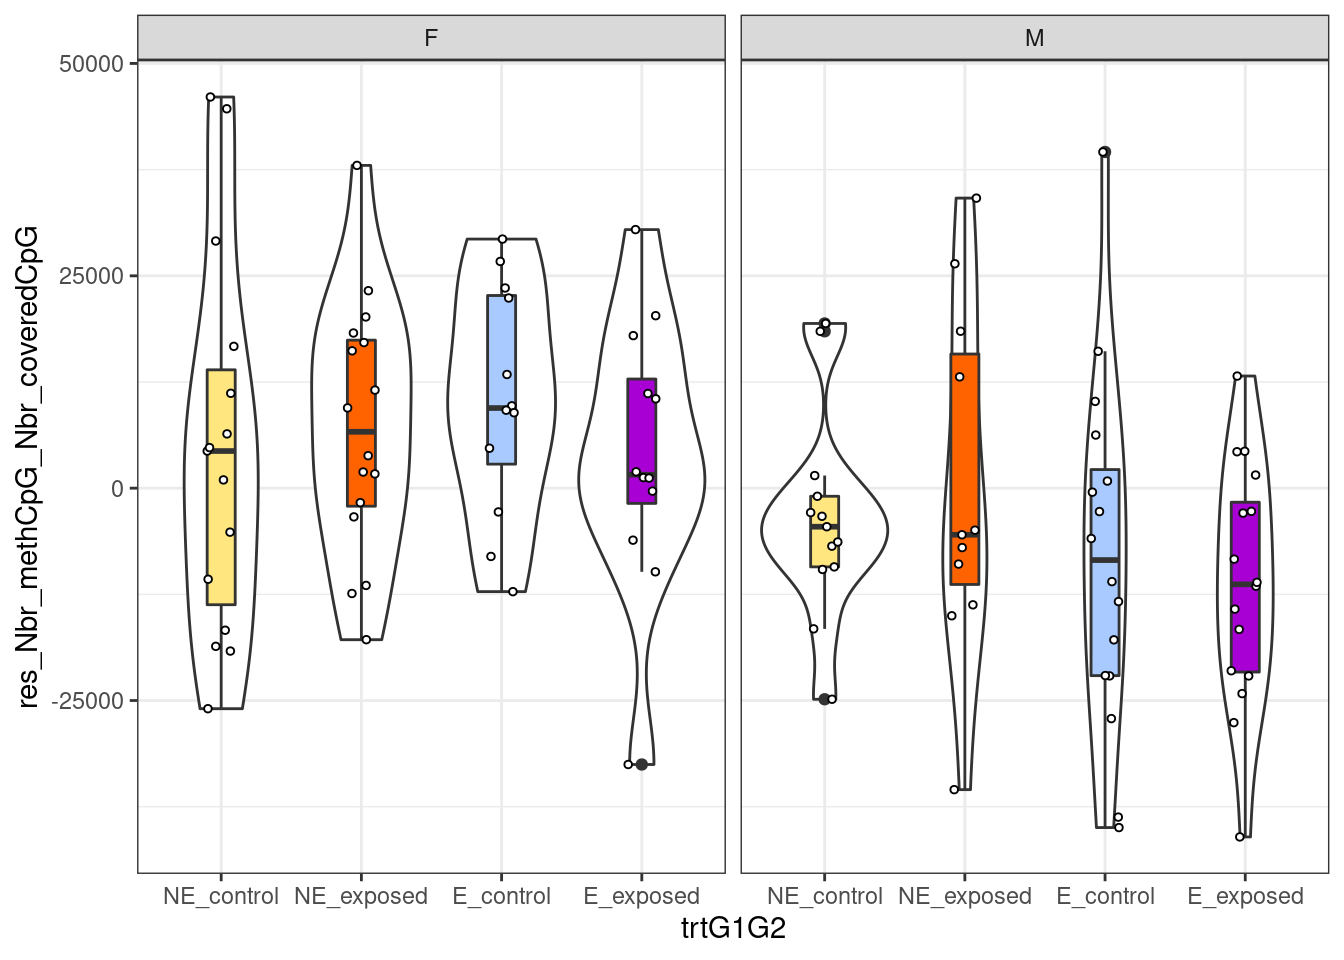 F
M
res_Nbr_methCpG_Nbr_coveredCpG
50000
25000
0
-25000
NE_control
NE_exposed
E_control
E_exposed
NE_control
NE_exposed
E_control
E_exposed
trtG1G2